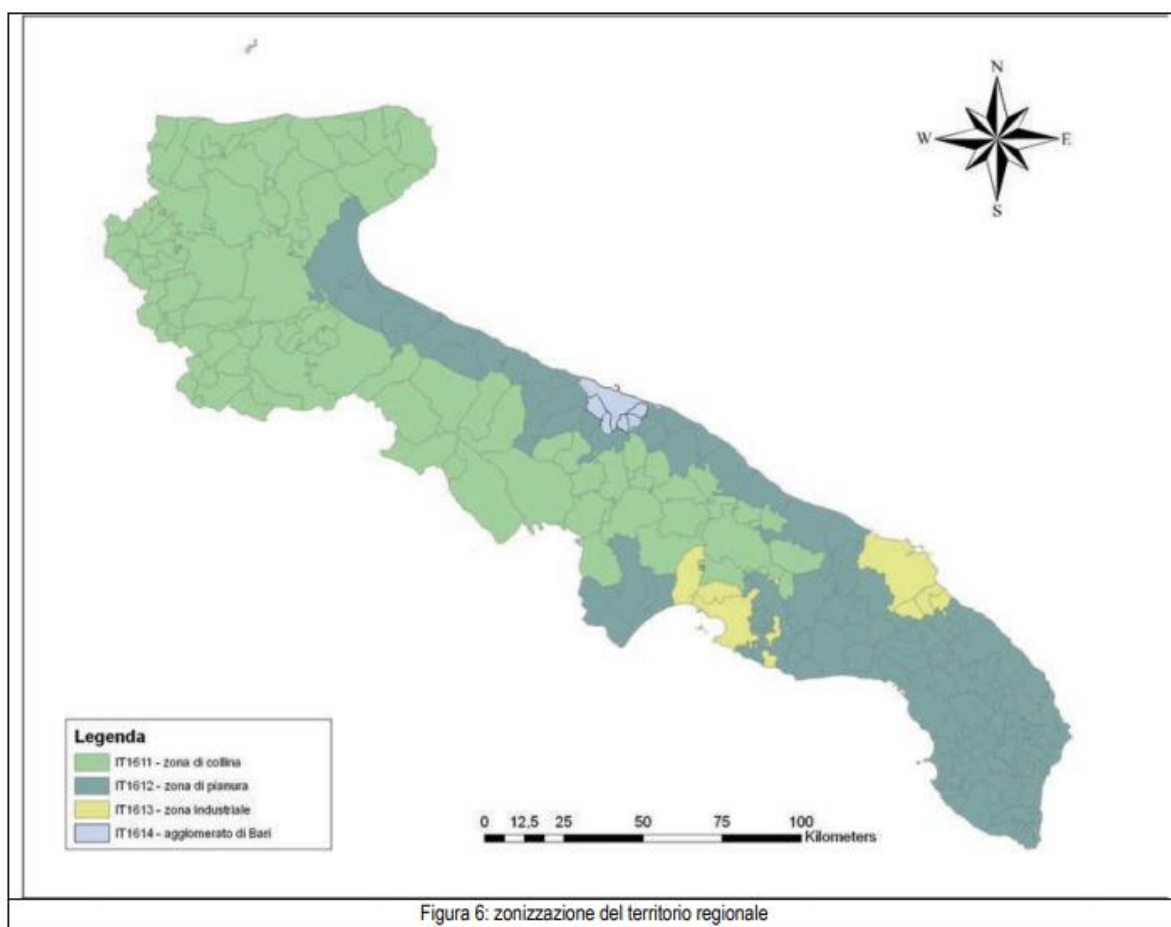 N
W
E
S
Legenda
IT1611 - zona di collina
IT1612 - zona di pianura
IT1613 - zona industriale
IT1614 - agglomerato di Bari
0 12,5 25 50 75 100
Kilometers
Figura 6: zonizzazione del territorio regionale